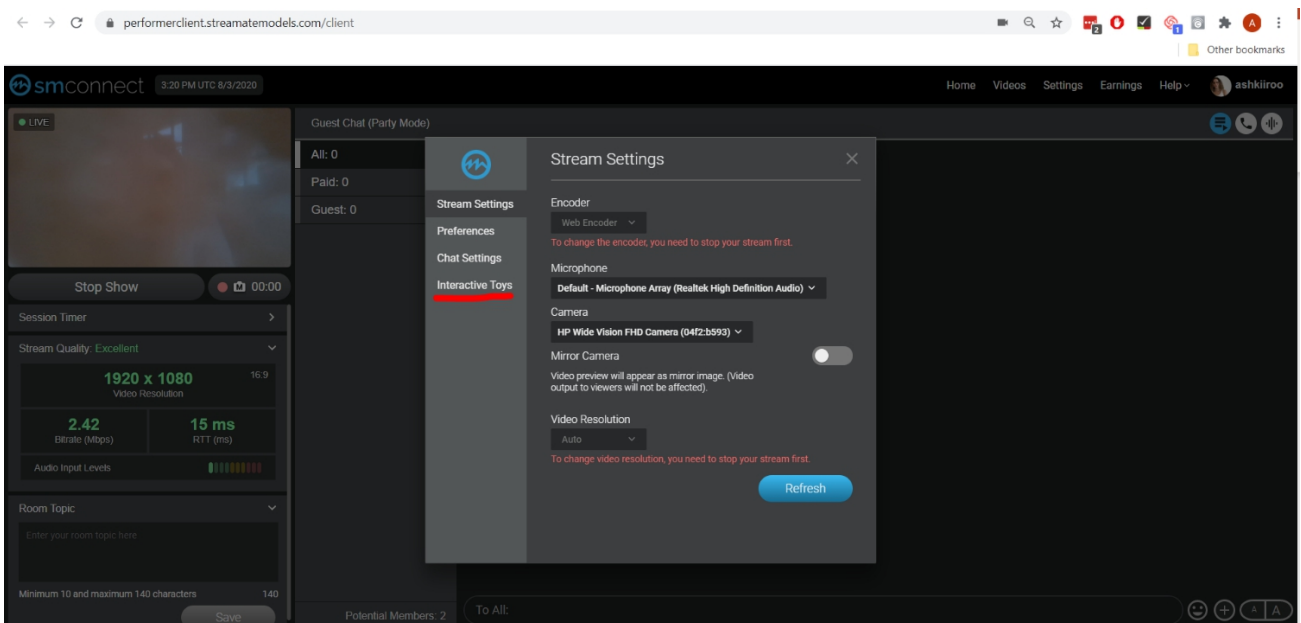 performerclient.streamatemodels.com/client
2
1
A
Other bookmarks
smconnect 3:20 PM UTC 8/3/2020
Home Videos Settings Earnings Help ashkiiroo
LIVE
Guest Chat (Party Mode)
All: 0
Paid: 0
Guest: 0
Stop Show
00:00
Session Timer
Stream Quality: Excellent
1920 x 1080
16:9
Video Resolution
2.42
Bitrate (Mbps)
15 ms
RTT (ms)
Audio Input Levels
Room Topic
Enter your room topic here
Minimum 10 and maximum 140 characters 140
Save
Stream Settings
Preferences
Chat Settings
Interactive Toys
Stream Settings
Encoder
Web Encoder
To change the encoder, you need to stop your stream first.
Microphone
Default - Microphone Array (Realtek High Definition Audio)
Camera
HP Wide Vision FHD Camera (04f2:b593)
Mirror Camera
Video preview will appear as mirror image. (Video
output to viewers will not be affected).
Video Resolution
Auto
To change video resolution, you need to stop your stream first.
Refresh
Potential Members: 2
To All:
A A